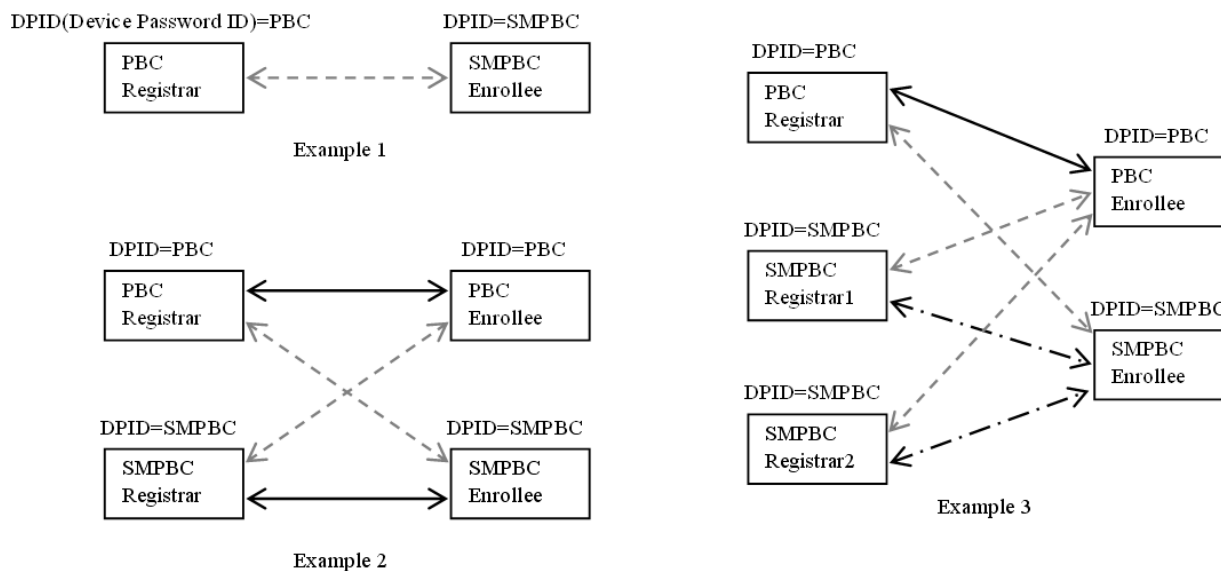 DPID(Device Password ID)=PBC
DPID=SMPBC
PBC
Registrar
SMPBC
Enrollee
Example 1
DPID=PBC
DPID=PBC
PBC
Registrar
PBC
Enrollee
DPID=SMPBC
DPID=SMPBC
SMPBC
Registrar
SMPBC
Enrollee
Example 2
DPID=PBC
PBC
Registrar
DPID=PBC
PBC
Enrollee
DPID=SMPBC
SMPBC
Registrar1
DPID=SMPBC
SMPBC
Enrollee
DPID=SMPBC
SMPBC
Registrar2
Example 3